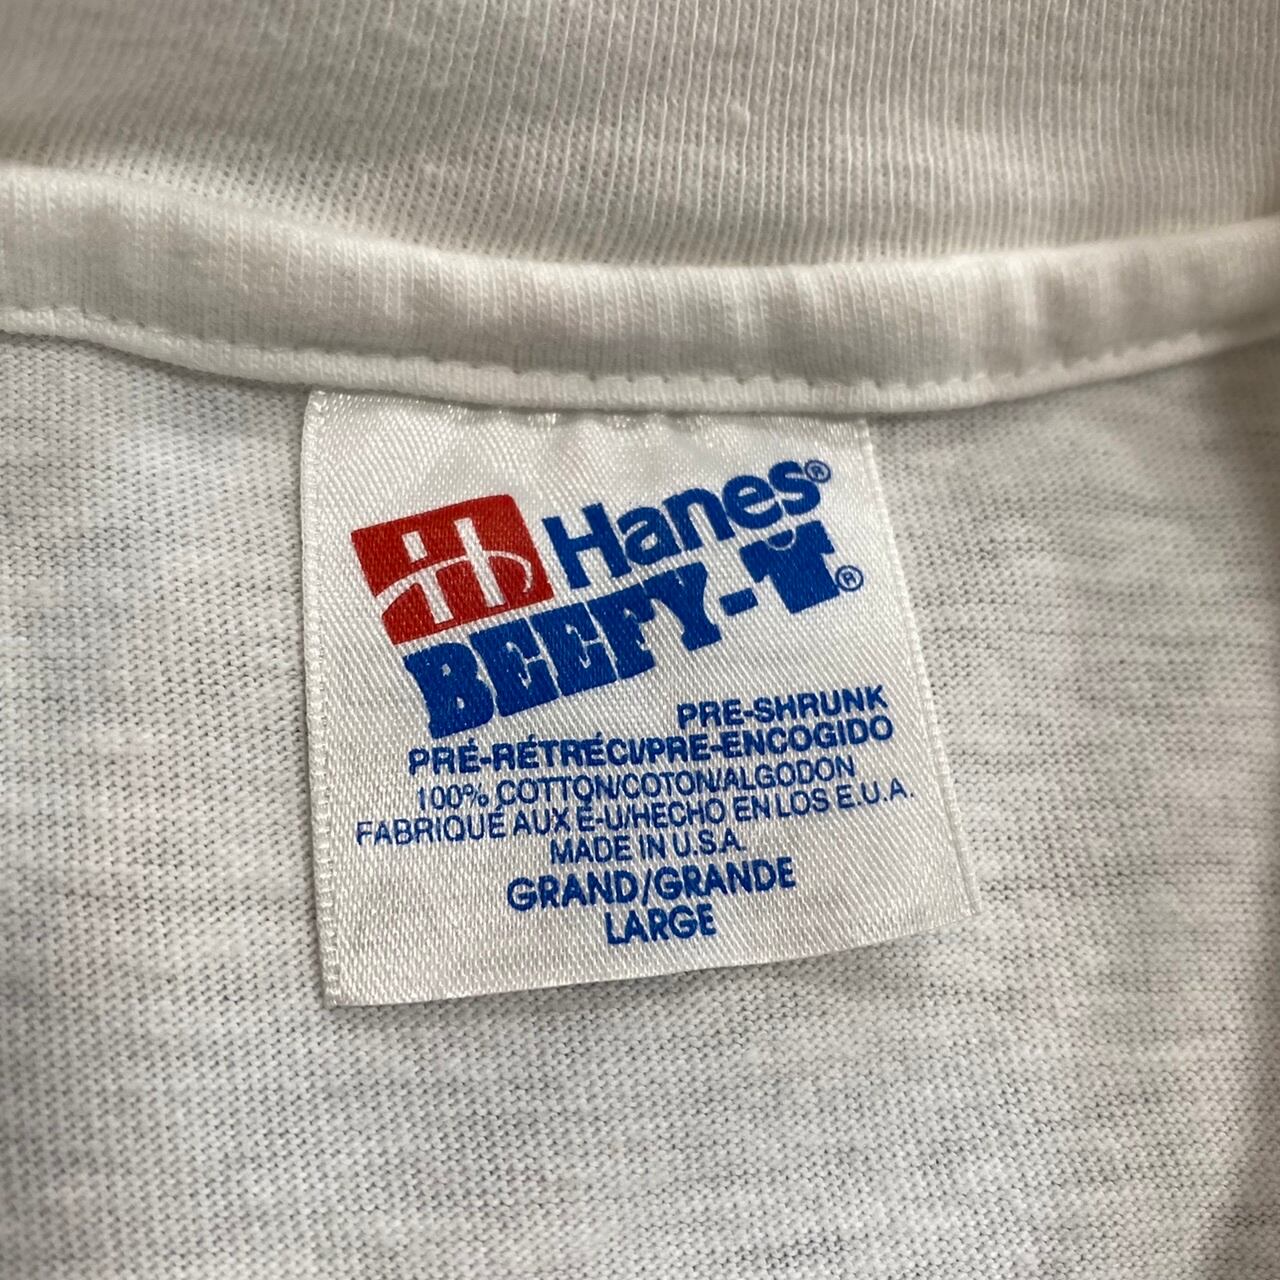 Hanes®
BEEFY-T®
PRE-SHRUNK
PRÉ-RÉTRÉCI/PRE-ENCOGIDO
100% COTTON/COTON/ALGODON
FABRIQUÉ AUX É-U/HECHO EN LOS E.U.A.
MADE IN U.S.A.
GRAND/GRANDE
LARGE